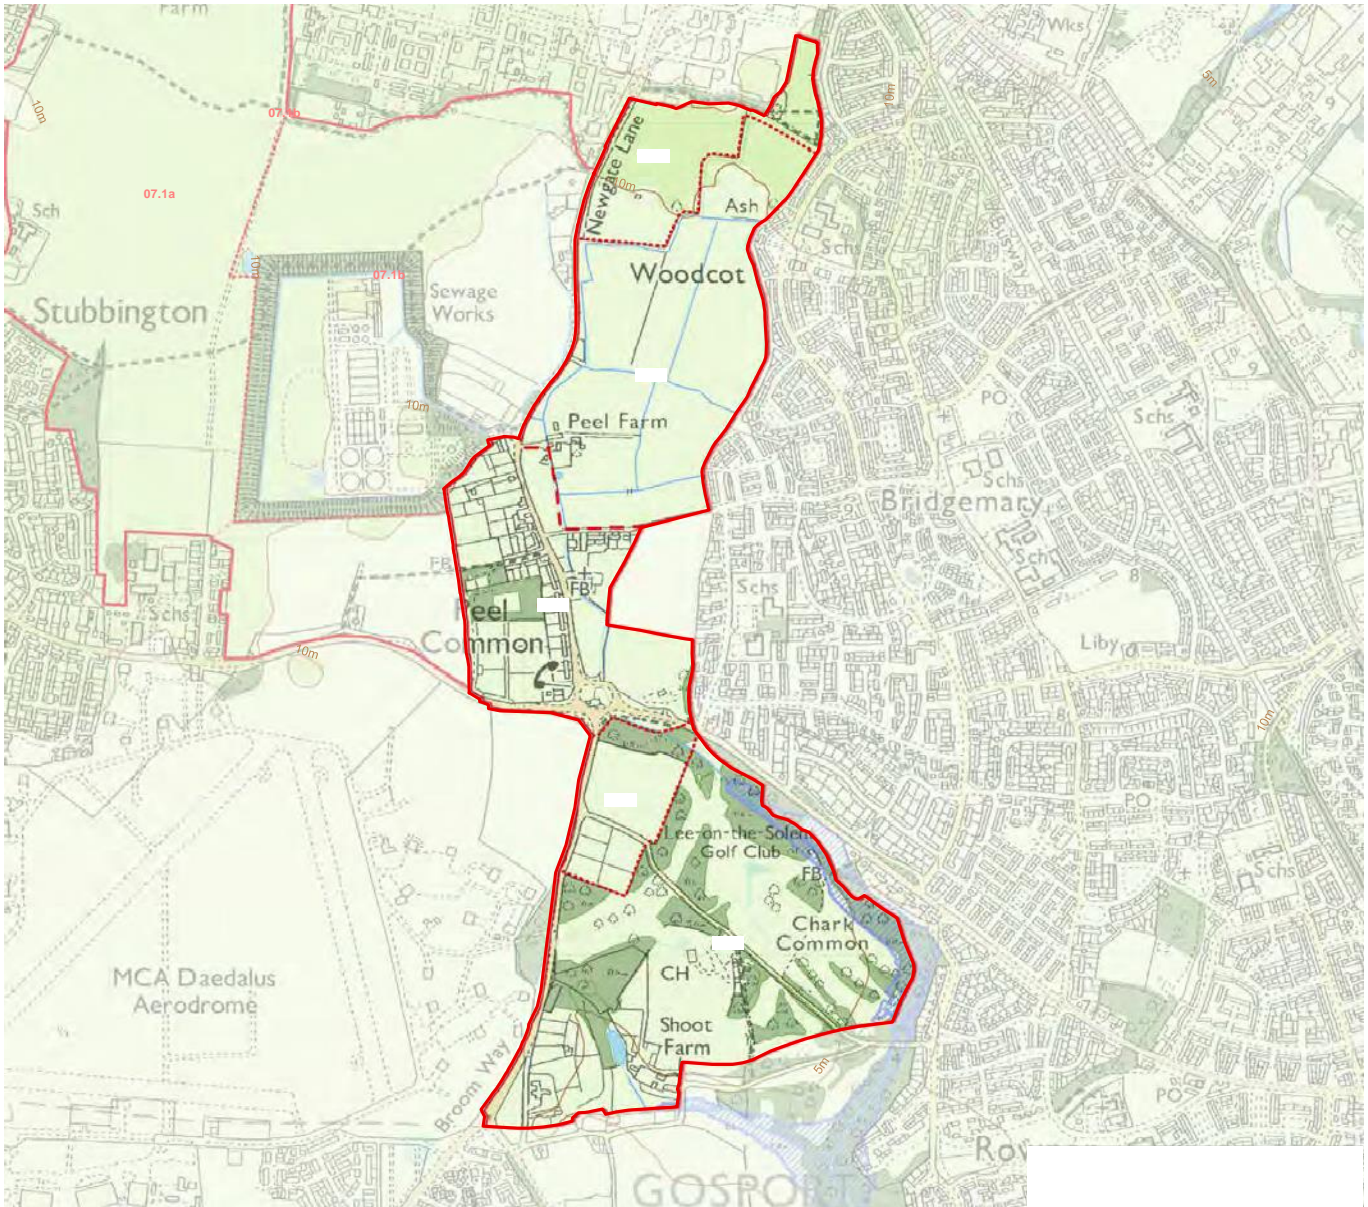 Farm
Wks
5m
10m
10m
07.1b
Newgate Lane
10m
07.1a
Sch
Ash
Schs
10m
07.1b
Woodcot
Sewage
Works
Stubbington
9
PO
10m
Peel Farm
Schs
Schs
Bridgemary
Schs
FB
FB
Schs
8
Peel
Common
Schs
Liby
10m
10m
PO
Lee-on-the-Solent
Golf Club
FB
Schs
Chark
Common
MCA Daedalus
Aerodrome
CH
Shoot
Farm
5m
Broom Way
PO
Row
GOSPORT